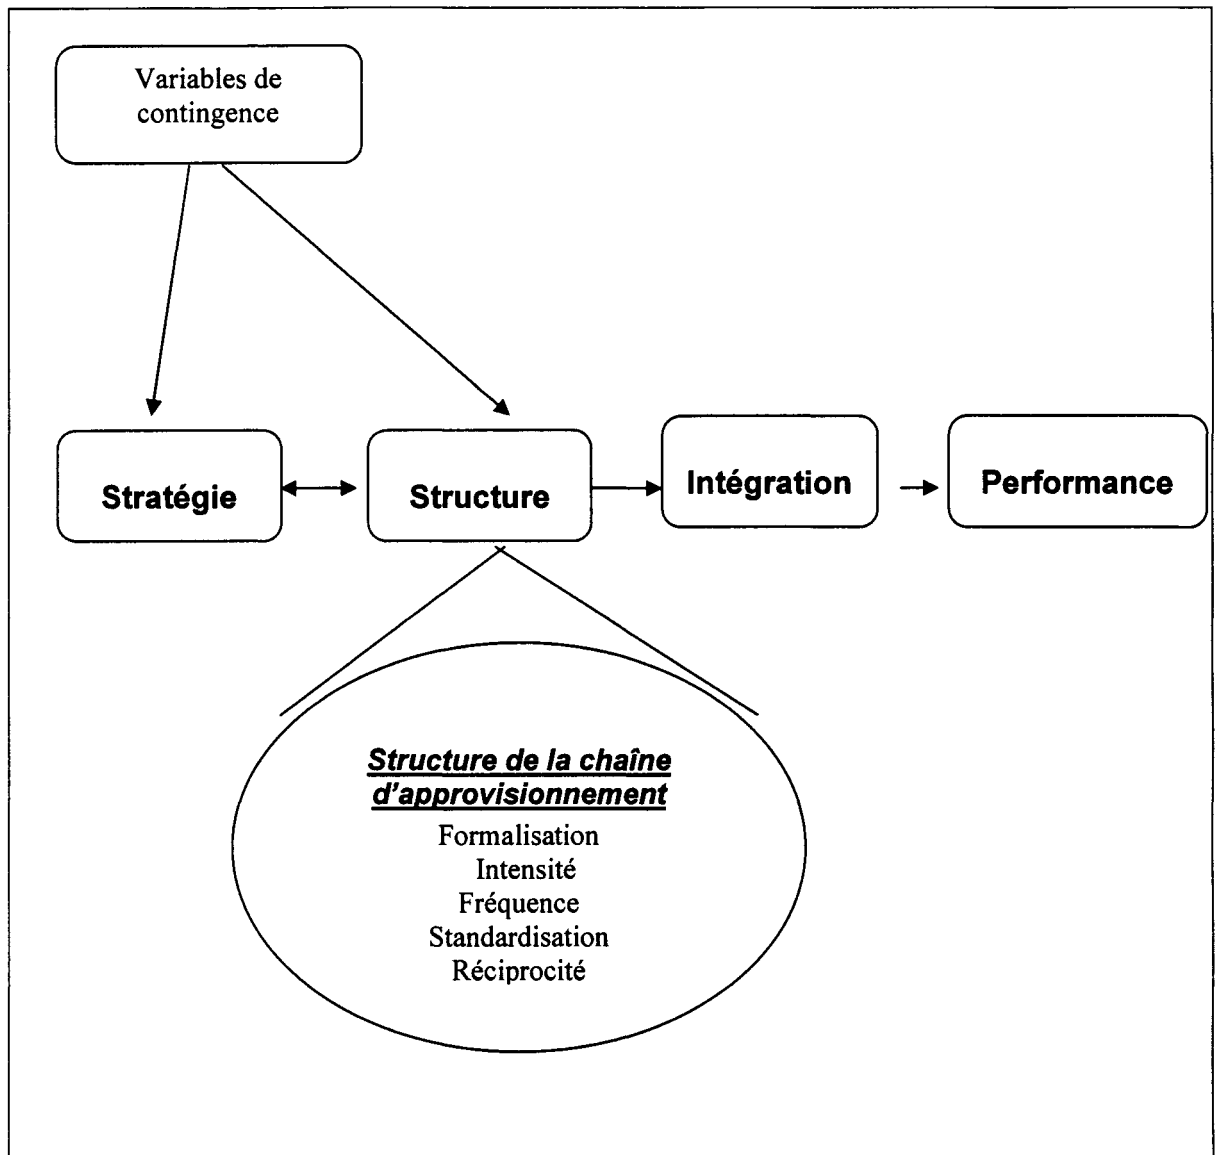 Variables de
contingence
Stratégie
Structure
Intégration
Performance
Structure de la chaîne
d'approvisionnement
Formalisation
Intensité
Fréquence
Standardisation
Réciprocité